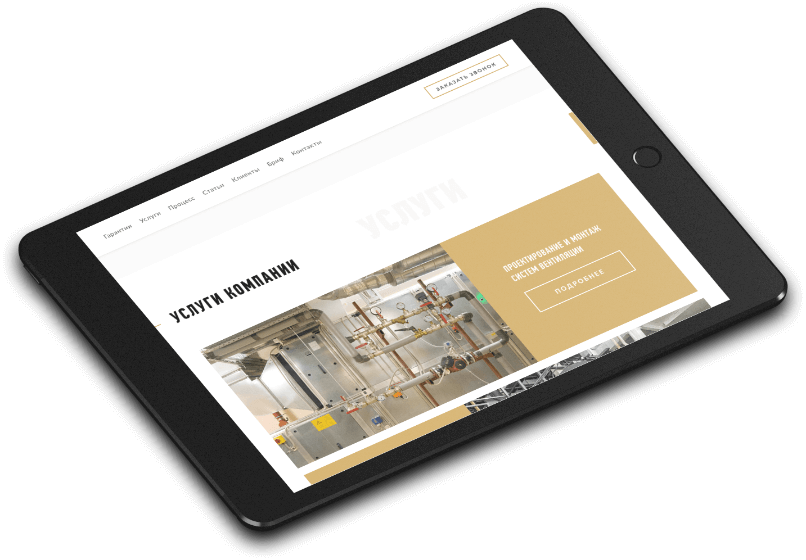 ЗАКАЗАТЬ ЗВОНОК
Гарантии Услуги Процесс Статьи Клиенты Бриф Контакты
УСЛУГИ
УСЛУГИ КОМПАНИИ
ПРОЕКТИРОВАНИЕ И МОНТАЖ
СИСТЕМ ВЕНТИЛЯЦИИ
ПОДРОБНЕЕ